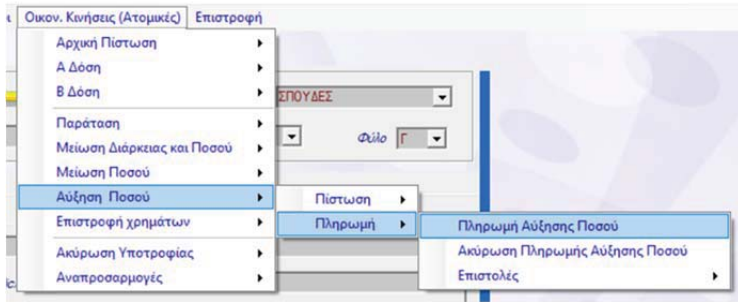 Οικον. Κινήσεις (Ατομικές) Επιστροφή
Αρχική Πίστωση
Α Δόση
Β Δόση
ΣΠΟΥΔΕΣ
Παράταση
Φύλο Γ
Μείωση Διάρκειας και Ποσού
Μείωση Ποσού
Αύξηση Ποσού
Πίστωση
Επιστροφή χρημάτων
Πληρωμή
Πληρωμή Αύξησης Ποσού
Ακύρωση Υποτροφίας
Ακύρωση Πληρωμής Αύξησης Ποσού
Αναπροσαρμογές
Επιστολές